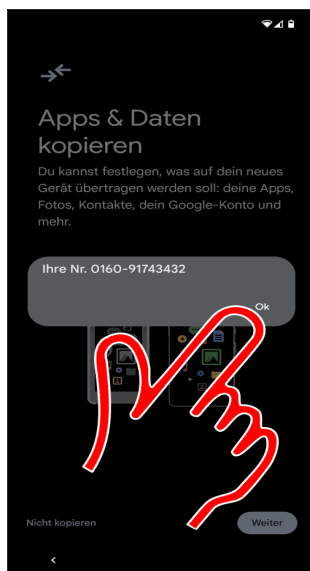 Apps & Daten
kopieren
Du kannst festlegen, was auf dein neues
Gerät übertragen werden soll: deine Apps,
Fotos, Kontakte, dein Google-Konto und
mehr.
Ihre Nr. 0160-91743432
Ok
Nicht kopieren
Weiter